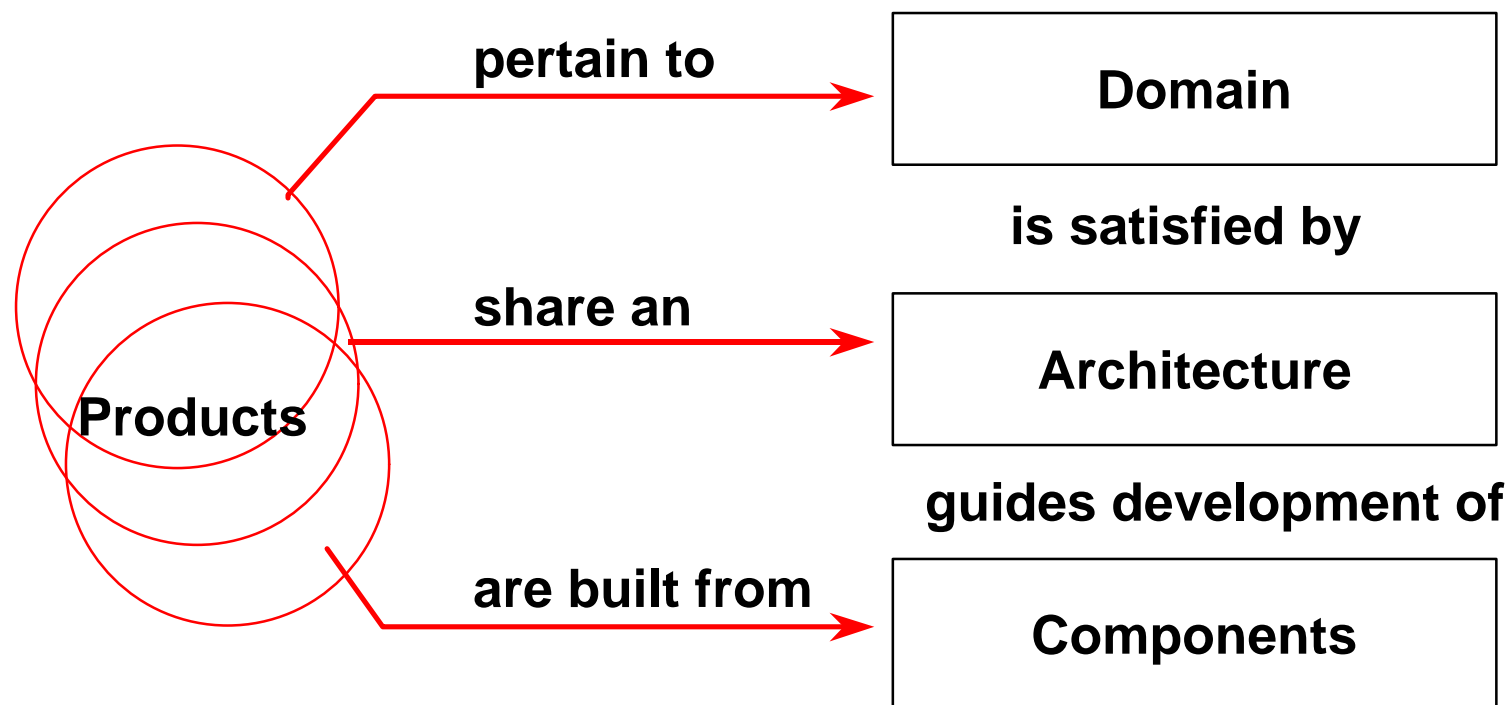 pertain to
Domain
is satisfied by
share an
Architecture
Products
guides development of
are built from
Components